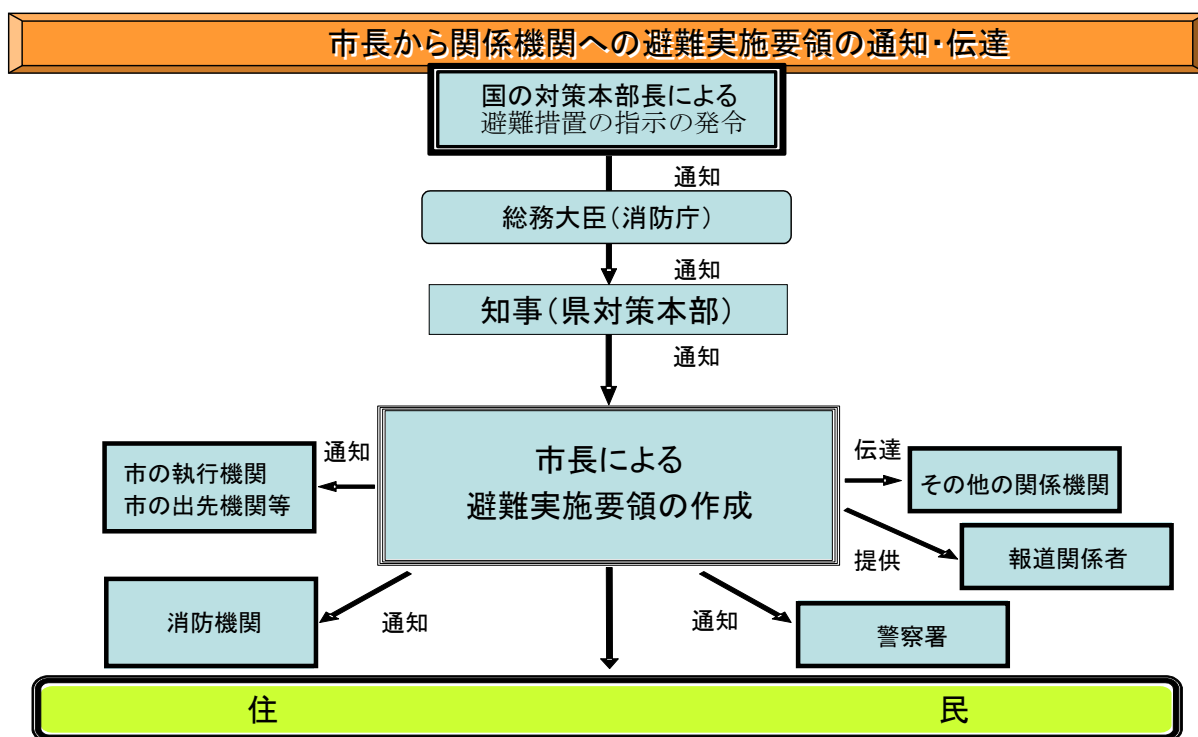 市長から関係機関への避難実施要領の通知・伝達
国の対策本部長による
避難措置の指示の発令
通知
総務大臣(消防庁)
通知
知事(県対策本部)
通知
市長による
避難実施要領の作成
通知
市の執行機関
市の出先機関等
伝達
その他の関係機関
提供
報道関係者
消防機関
通知
通知
警察署
住 民